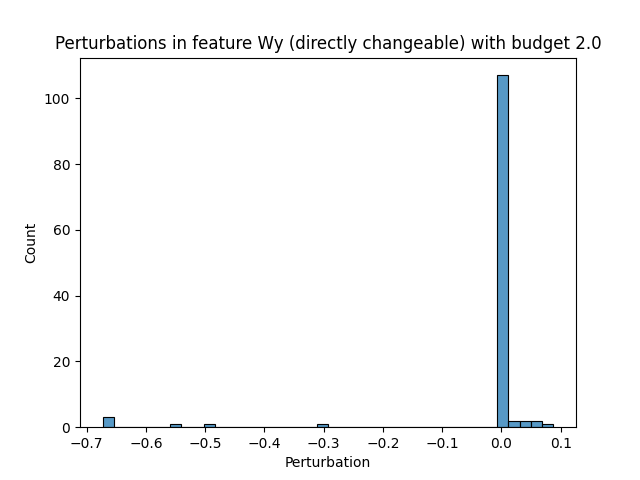 Perturbations in feature Wy (directly changeable) with budget 2.0
100
80
60
40
20
0
Count
−0.7 −0.6 −0.5 −0.4 −0.3 −0.2 −0.1 0.0 0.1
Perturbation